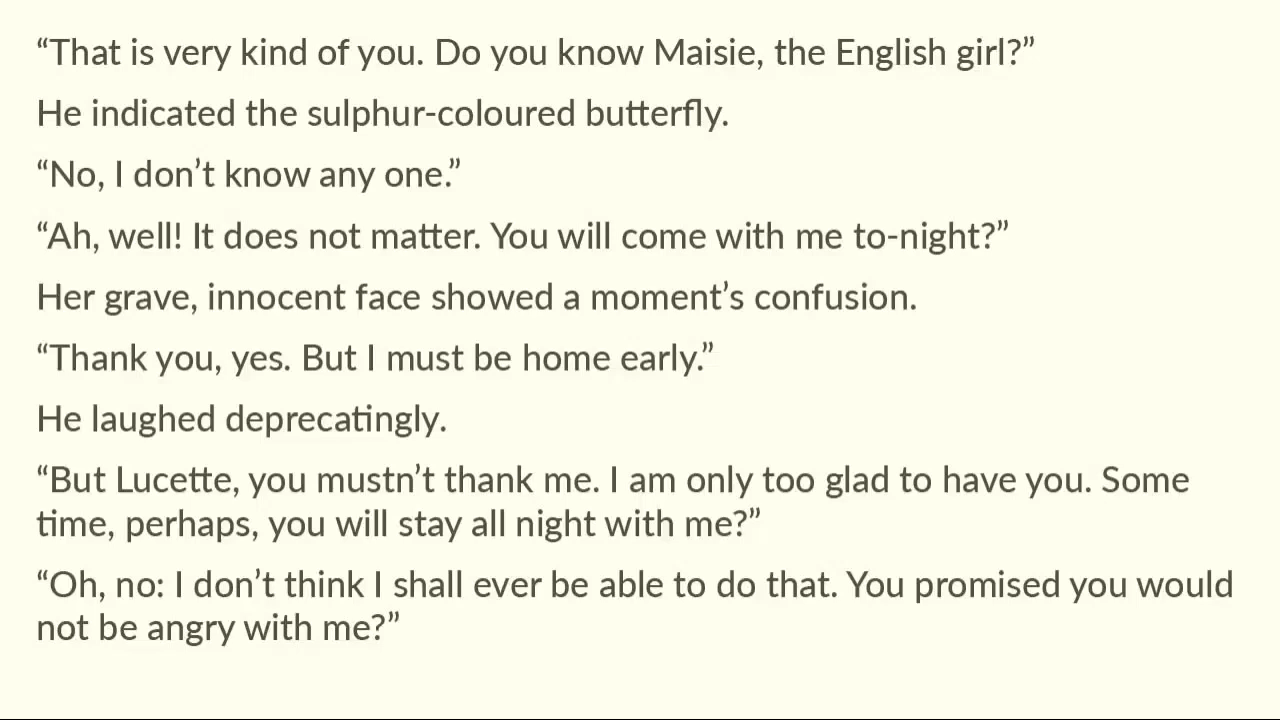 “That is very kind of you. Do you know Maisie, the English girl?”
He indicated the sulphur-coloured butterfly.
“No, I don’t know any one.”
“Ah, well! It does not matter. You will come with me to-night?”
Her grave, innocent face showed a moment’s confusion.
“Thank you, yes. But I must be home early.”
He laughed deprecatingly.
“But Lucette, you mustn’t thank me. I am only too glad to have you. Some
time, perhaps, you will stay all night with me?”
“Oh, no: I don’t think I shall ever be able to do that. You promised you would
not be angry with me?”